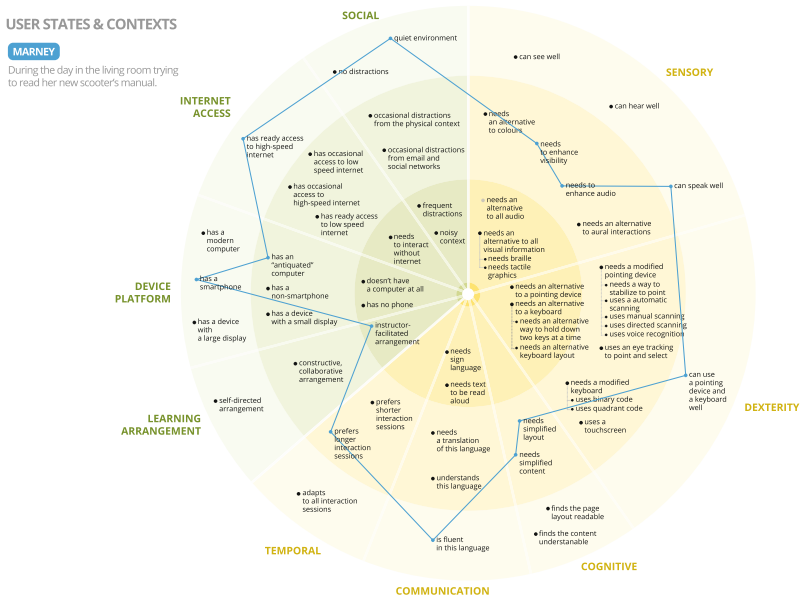 USER STATES & CONTEXTS
MARNEY
During the day in the living room trying
to read her new scooter's manual.
SOCIAL
quiet environment
no distractions
occasional distractions
from the physical context
occasional distractions
from email and
social networks
frequent
distractions
noisy
context
needs
to interact
without
internet
INTERNET
ACCESS
has ready access
to high-speed
internet
has occasional
access to low
speed internet
has occasional
access to
high-speed internet
has ready access
to low speed
internet
DEVICE
PLATFORM
has a
modern
computer
has an
"antiquated"
computer
has a
smartphone
has a
non-smartphone
has a device
with
a large display
has a device
with a small display
doesn't have
a computer at all
has no phone
LEARNING
ARRANGEMENT
instructor-
facilitated
arrangement
constructive,
collaborative
arrangement
self-directed
arrangement
TEMPORAL
prefers
shorter
interaction
sessions
prefers
longer
interaction
sessions
adapts
to all interaction
sessions
COMMUNICATION
needs
sign
language
needs text
to be read
aloud
needs
a translation
of this language
understands
this language
is fluent
in this language
COGNITIVE
needs
simplified
layout
needs
simplified
content
finds the page
layout readable
finds the content
understanable
DEXTERITY
needs an alternative
to a pointing device
needs an alternative
to a keyboard
needs an alternative
way to hold down
two keys at a time
needs an alternative
keyboard layout
needs a modified
pointing device
needs a way to
stabilize to point
uses a automatic
scanning
uses manual scanning
uses directed scanning
uses voice recognition
uses an eye tracking
to point and select
needs a modified
keyboard
uses binary code
uses quadrant code
uses a
touchscreen
can use
a pointing
device and
a keyboard
well
SENSORY
can see well
can hear well
can speak well
needs
an alternative
to colours
needs
to enhance
visibility
needs to
enhance audio
needs an
alternative
to all audio
needs an alternative
to aural interactions
needs an
alternative to all
visual information
needs braille
needs tactile
graphics